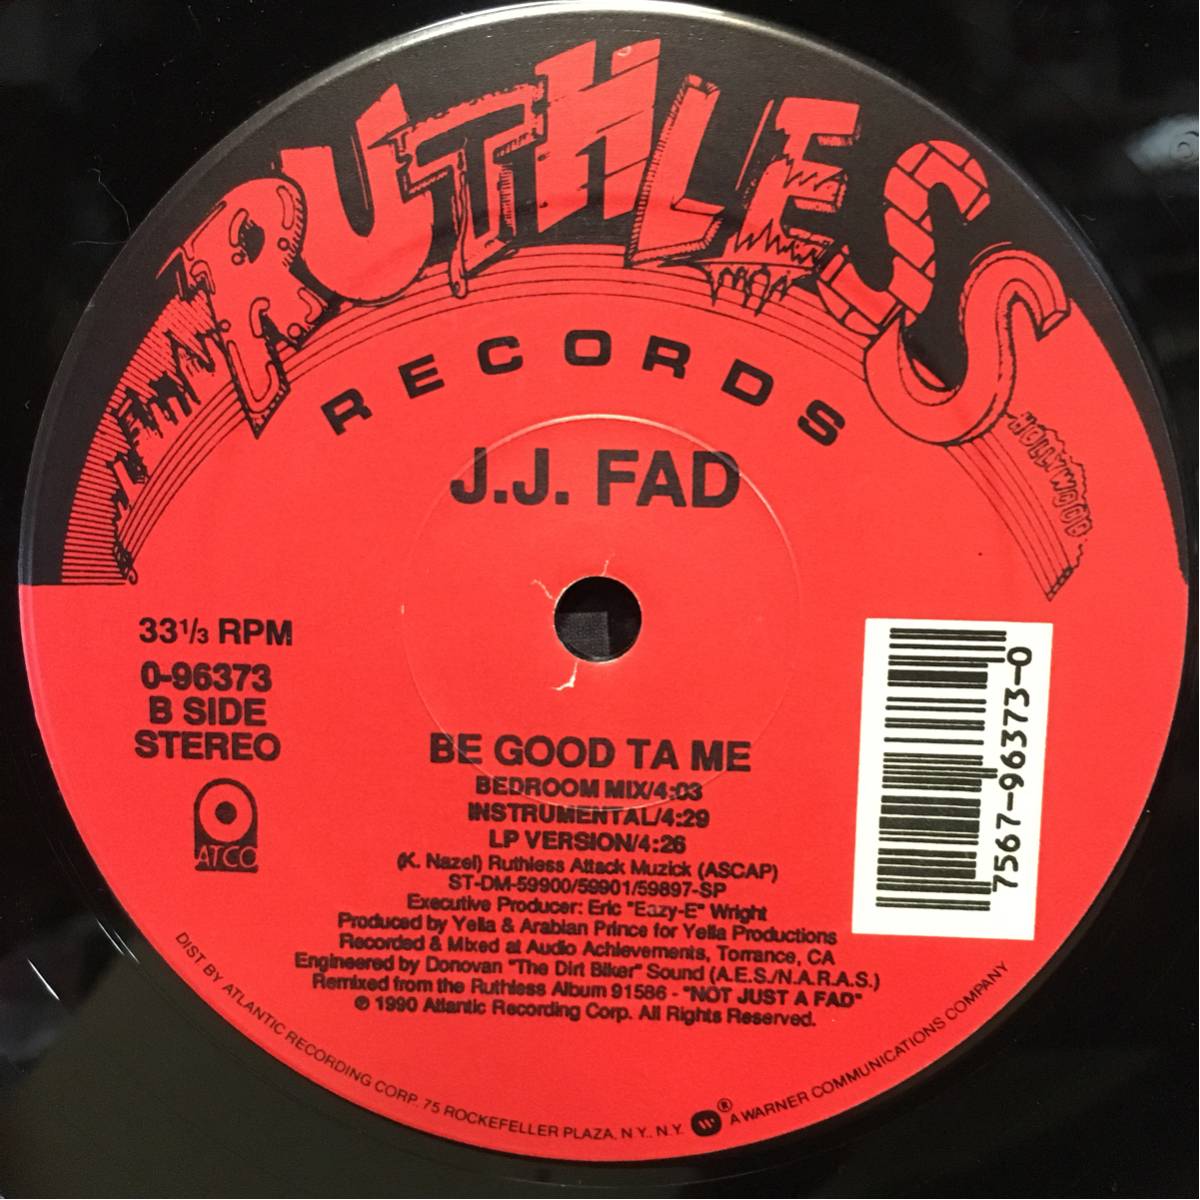 RUTHLESS
RECORDS
HOLLYWOOD
J.J. FAD
33 1/3 RPM
0-96373
B SIDE
STEREO
ATCO
7567-96373-0
BE GOOD TA ME
BEDROOM MIX/4:03
INSTRUMENTAL/4:29
LP VERSION/4:26
(K. Nazel) Ruthless Attack Muzick (ASCAP)
ST-DM-59900/59901/59897-SP
Executive Producer: Eric "Eazy-E" Wright
Produced by Yella & Arabian Prince for Yella Productions
Recorded & Mixed at Audio Achievements, Torrance, CA
Engineered by Donovan "The Dirt Biker" Sound (A.E.S./N.A.R.A.S.)
Remixed from the Ruthless Album 91586 - "NOT JUST A FAD"
℗ 1990 Atlantic Recording Corp. All Rights Reserved.
DIST BY ATLANTIC RECORDING CORP. 75 ROCKEFELLER PLAZA, N.Y., N.Y. ® A WARNER COMMUNICATIONS COMPANY